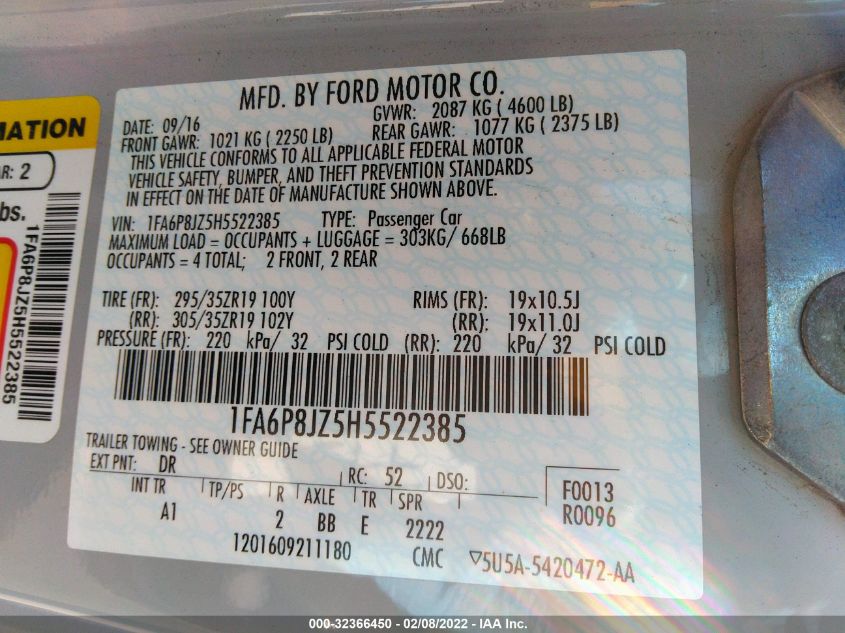 MATION
AR: 2
bs.
1FA6P8JZ5H5522385
MFD. BY FORD MOTOR CO.
DATE: 09/16 GVWR: 2087 KG ( 4600 LB)
FRONT GAWR: 1021 KG ( 2250 LB) REAR GAWR: 1077 KG ( 2375 LB)
THIS VEHICLE CONFORMS TO ALL APPLICABLE FEDERAL MOTOR
VEHICLE SAFETY, BUMPER, AND THEFT PREVENTION STANDARDS
IN EFFECT ON THE DATE OF MANUFACTURE SHOWN ABOVE.
VIN: 1FA6P8JZ5H5522385 TYPE: Passenger Car
MAXIMUM LOAD = OCCUPANTS + LUGGAGE = 303KG/ 668LB
OCCUPANTS = 4 TOTAL; 2 FRONT, 2 REAR
TIRE (FR): 295/35ZR19 100Y RIMS (FR): 19x10.5J
(RR): 305/35ZR19 102Y (RR): 19x11.0J
PRESSURE (FR): 220 kPa/ 32 PSI COLD (RR): 220 kPa/ 32 PSI COLD
1FA6P8JZ5H5522385
TRAILER TOWING - SEE OWNER GUIDE
EXT PNT: DR RC: 52 DSO: F0013
INT TR TP/PS R AXLE TR SPR R0096
A1 2 BB E 2222
1201609211180 CMC ▽5U5A-5420472-AA
000-32366450 - 02/08/2022 - IAA Inc.